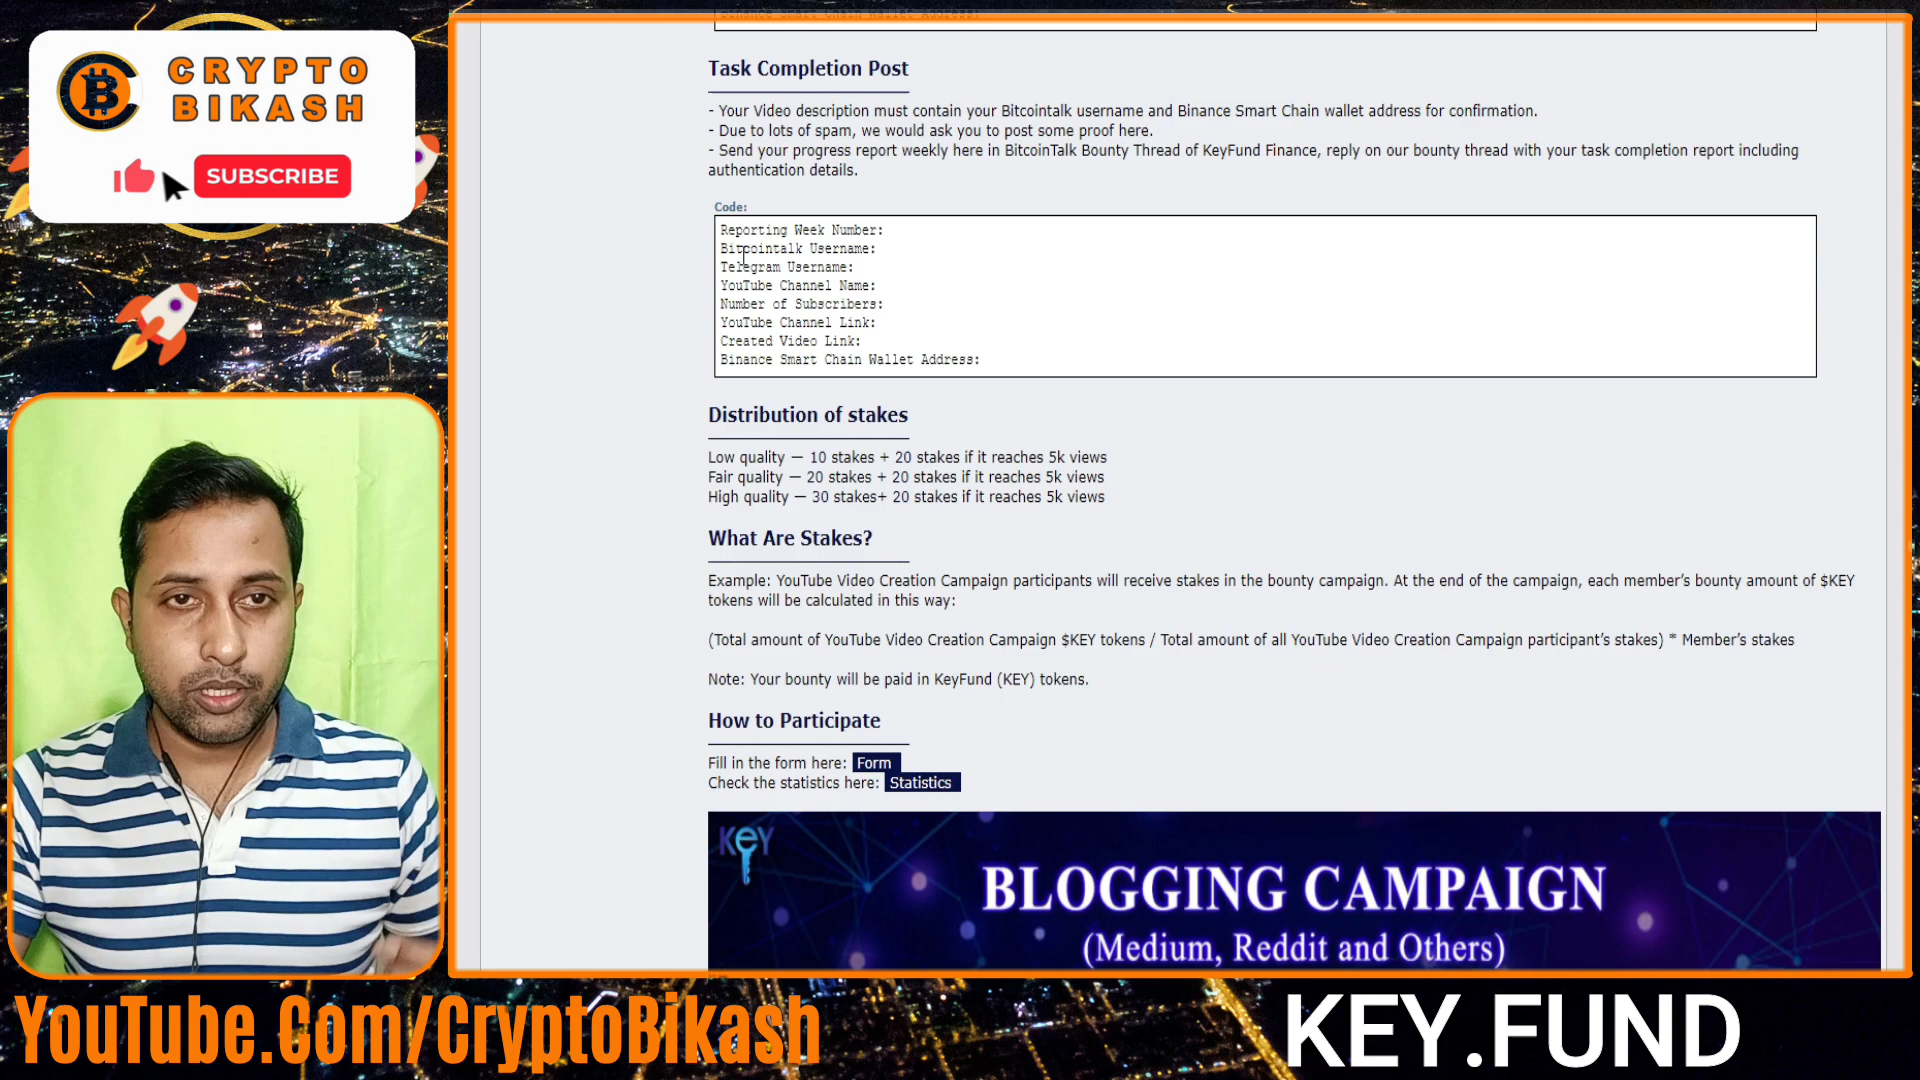 CRYPTO
BIKASH
SUBSCRIBE
Binance Smart Chain Wallet Address:
Task Completion Post
- Your Video description must contain your Bitcointalk username and Binance Smart Chain wallet address for confirmation.
- Due to lots of spam, we would ask you to post some proof here.
- Send your progress report weekly here in BitcoinTalk Bounty Thread of KeyFund Finance, reply on our bounty thread with your task completion report including
authentication details.
Code:
Reporting Week Number:
Bitcointalk Username:
Telegram Username:
YouTube Channel Name:
Number of Subscribers:
YouTube Channel Link:
Created Video Link:
Binance Smart Chain Wallet Address:
Distribution of stakes
Low quality — 10 stakes + 20 stakes if it reaches 5k views
Fair quality — 20 stakes + 20 stakes if it reaches 5k views
High quality — 30 stakes+ 20 stakes if it reaches 5k views
What Are Stakes?
Example: YouTube Video Creation Campaign participants will receive stakes in the bounty campaign. At the end of the campaign, each member's bounty amount of $KEY
tokens will be calculated in this way:
(Total amount of YouTube Video Creation Campaign $KEY tokens / Total amount of all YouTube Video Creation Campaign participant's stakes) * Member's stakes
Note: Your bounty will be paid in KeyFund (KEY) tokens.
How to Participate
Fill in the form here: Form
Check the statistics here: Statistics
KeY
BLOGGING CAMPAIGN
(Medium, Reddit and Others)
YouTube.Com/CryptoBikash
KEY.FUND